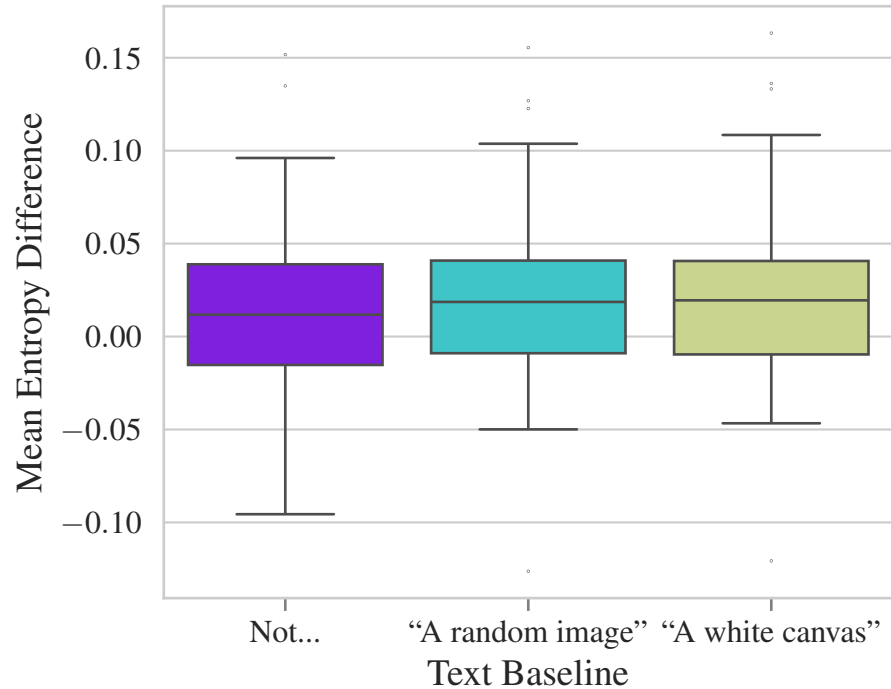 Mean Entropy Difference
0.15
0.10
0.05
0.00
−0.05
−0.10
Not...
“A random image”
“A white canvas”
Text Baseline